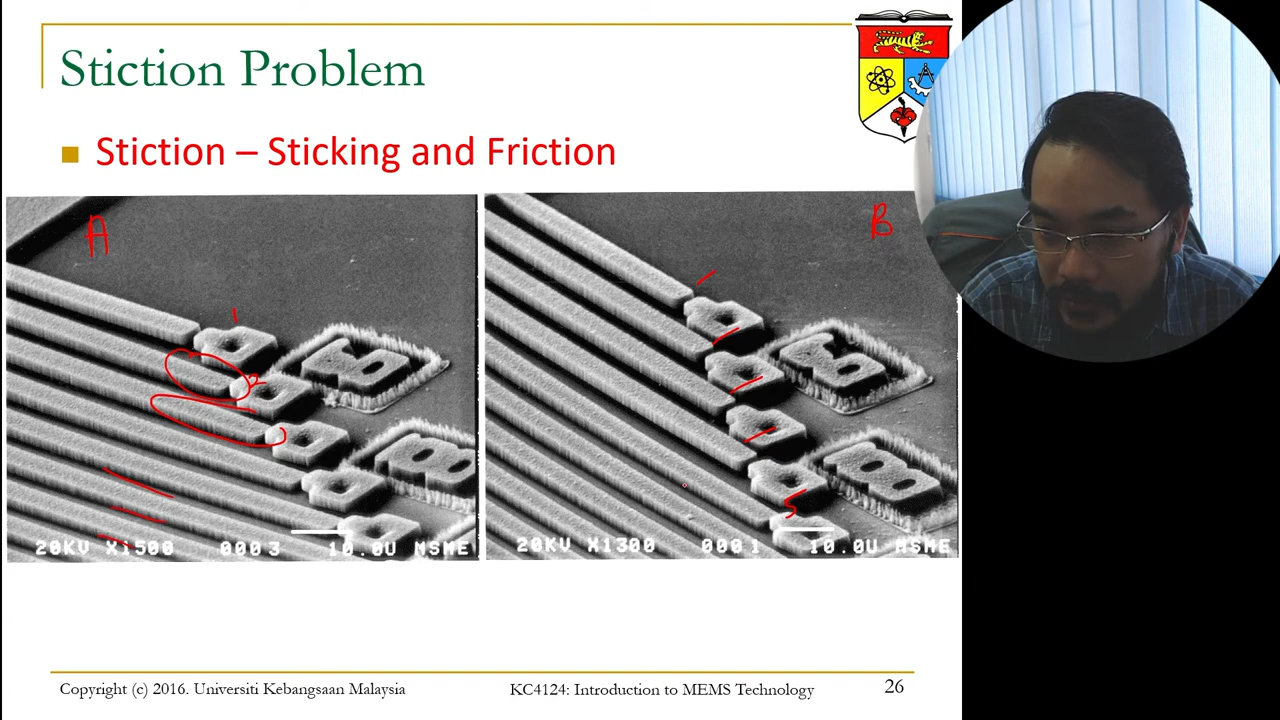 Stiction Problem
Stiction – Sticking and Friction
A
B
5
20KV X1500 0003 10.0U MSME
20KV X1300 0001 10.0U MSME
Copyright (c) 2016. Universiti Kebangsaan Malaysia
KC4124: Introduction to MEMS Technology
26